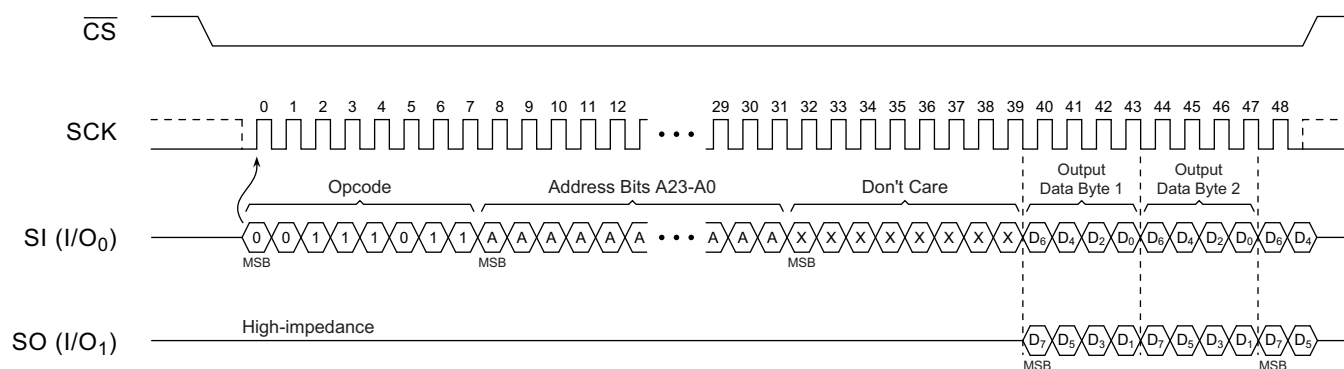 CS
SCK
0 1 2 3 4 5 6 7 8 9 10 11 12 29 30 31 32 33 34 35 36 37 38 39 40 41 42 43 44 45 46 47 48
Opcode Address Bits A23-A0 Don't Care Output Data Byte 1 Output Data Byte 2
SI (I/O₀)
0 0 1 1 1 0 1 1 A A A A A A A A A X X X X X X X X D₆ D₄ D₂ D₀ D₆ D₄ D₂ D₀ D₆ D₄
MSB MSB MSB
High-impedance
SO (I/O₁)
D₇ D₅ D₃ D₁ D₇ D₅ D₃ D₁ D₇ D₅
MSB MSB